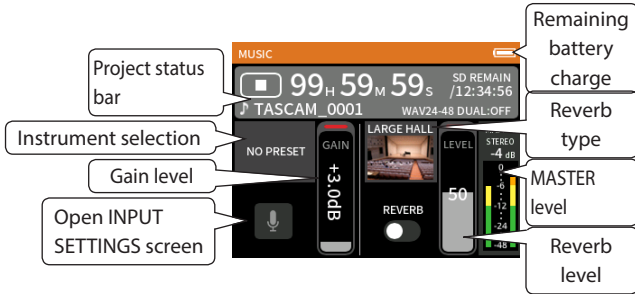 Remaining
battery
charge
Project status
bar
MUSIC
99H 59M 59S
SD REMAIN
/12:34:56
♪ TASCAM_0001
WAV24-48 DUAL:OFF
Reverb
type
Instrument selection
NO PRESET
GAIN
+3.0dB
LARGE HALL
LEVEL
50
STEREO
-4 dB
0
-6
-12
-24
-48
Gain level
MASTER
level
Open INPUT
SETTINGS screen
REVERB
Reverb
level